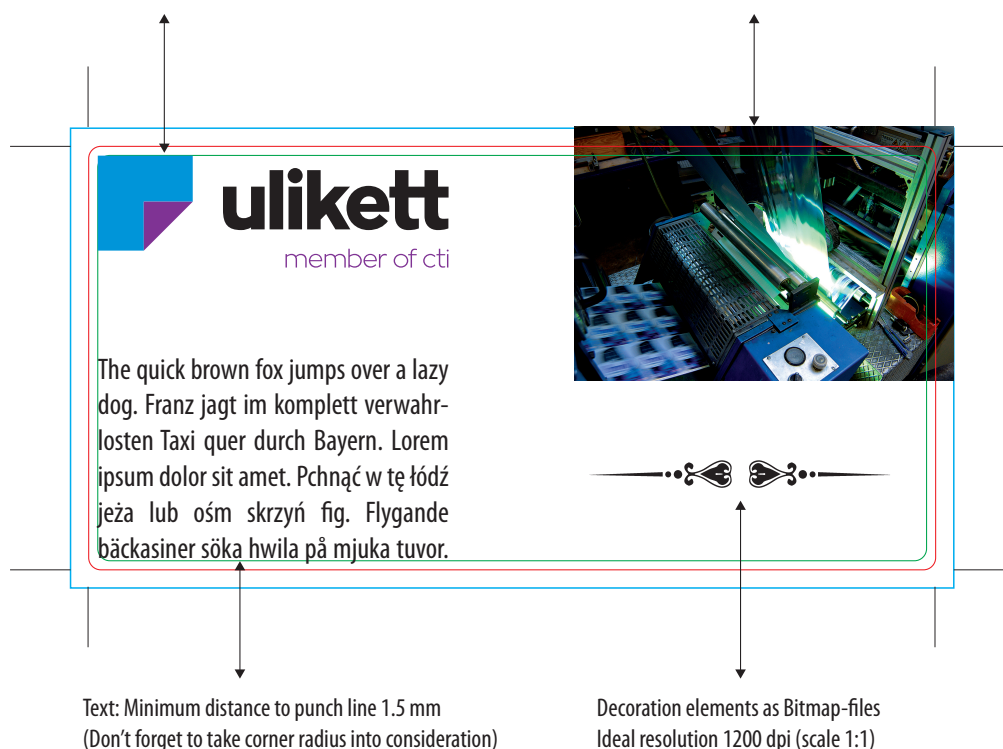 ulikett
member of cti
The quick brown fox jumps over a lazy
dog. Franz jagt im komplett verwahr-
losten Taxi quer durch Bayern. Lorem
ipsum dolor sit amet. Pchnąć w tę łódź
jeża lub ośm skrzyń fig. Flygande
bäckasiner söka hwila på mjuka tuvor.
Text: Minimum distance to punch line 1.5 mm
(Don't forget to take corner radius into consideration)
Decoration elements as Bitmap-files
Ideal resolution 1200 dpi (scale 1:1)